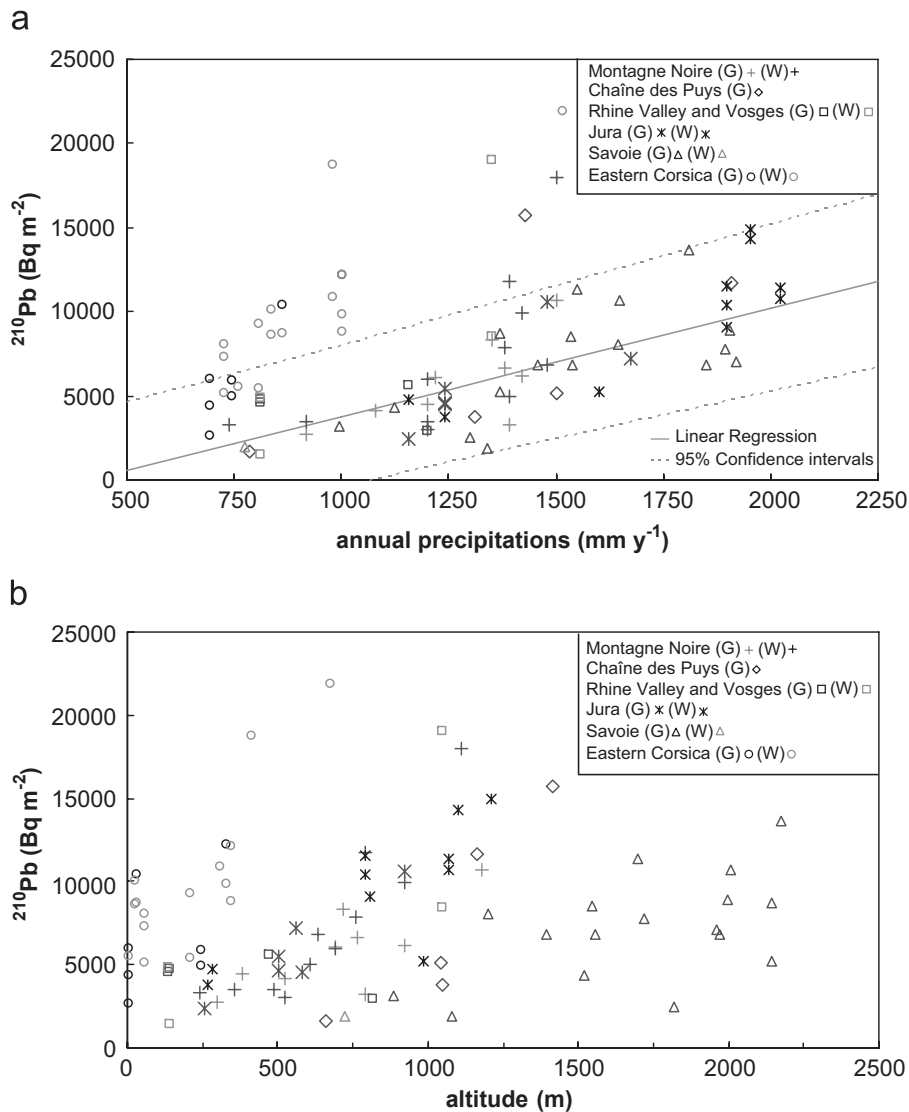 a
25000
20000
15000
10000
5000
0
²¹⁰Pb (Bq m⁻²)
Montagne Noire (G) + (W) +
Chaîne des Puys (G) ◇
Rhine Valley and Vosges (G) □ (W) □
Jura (G) ж (W) ж
Savoie (G) △ (W) △
Eastern Corsica (G) ○ (W) ○
Linear Regression
95% Confidence intervals
500 750 1000 1250 1500 1750 2000 2250
annual precipitations (mm y⁻¹)
b
25000
20000
15000
10000
5000
0
²¹⁰Pb (Bq m⁻²)
Montagne Noire (G) + (W) +
Chaîne des Puys (G) ◇
Rhine Valley and Vosges (G) □ (W) □
Jura (G) ж (W) ж
Savoie (G) △ (W) △
Eastern Corsica (G) ○ (W) ○
0 500 1000 1500 2000 2500
altitude (m)